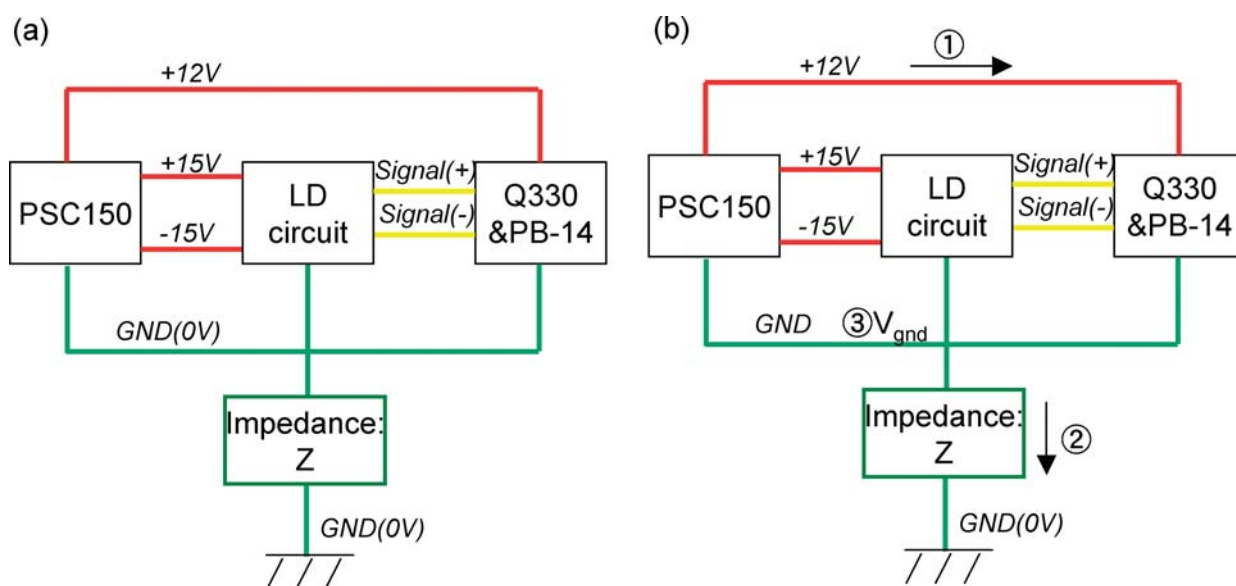 (a)
+12V
+15V
-15V
PSC150
LD
circuit
Signal(+)
Signal(-)
Q330
&PB-14
GND(0V)
Impedance:
Z
GND(0V)
(b)
①
+12V
+15V
-15V
PSC150
LD
circuit
Signal(+)
Signal(-)
Q330
&PB-14
GND ③Vgnd
Impedance:
Z
②
GND(0V)